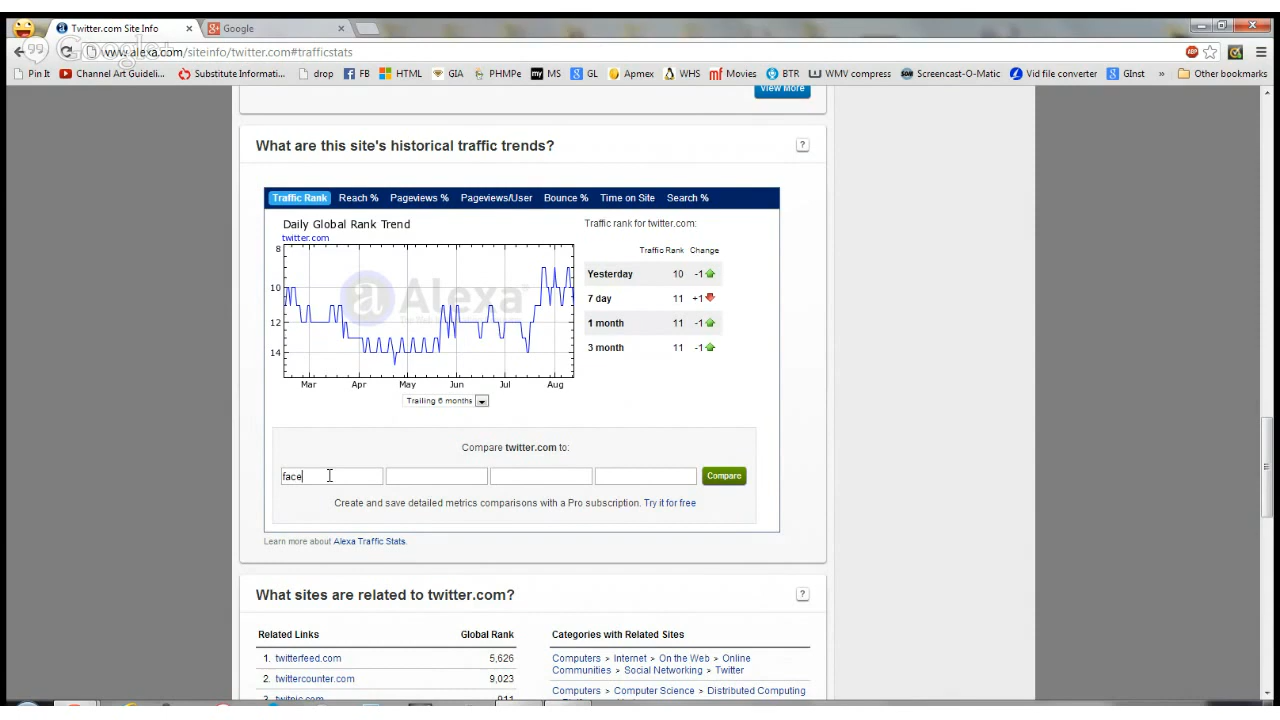 Twitter.com Site Info
Google
Google+
www.alexa.com/siteinfo/twitter.com#trafficstats
Pin It Channel Art Guideli... Substitute Informati... drop FB HTML GIA PHMPe MS GL Apmex WHS Movies BTR WMV compress Screencast-O-Matic Vid file converter GInst » Other bookmarks
View More
What are this site's historical traffic trends?
?
Traffic Rank Reach % Pageviews % Pageviews/User Bounce % Time on Site Search %
Daily Global Rank Trend
twitter.com
Traffic rank for twitter.com:
8
10
12
14
Alexa
Mar Apr May Jun Jul Aug
Trailing 6 months
Traffic Rank Change
Yesterday 10 -1
7 day 11 +1
1 month 11 -1
3 month 11 -1
Compare twitter.com to:
face
Compare
Create and save detailed metrics comparisons with a Pro subscription. Try it for free
Learn more about Alexa Traffic Stats.
What sites are related to twitter.com?
?
Related Links Global Rank
1. twitterfeed.com 5,626
2. twittercounter.com 9,023
3. twitpic.com 911
Categories with Related Sites
Computers > Internet > On the Web > Online
Communities > Social Networking > Twitter
Computers > Computer Science > Distributed Computing